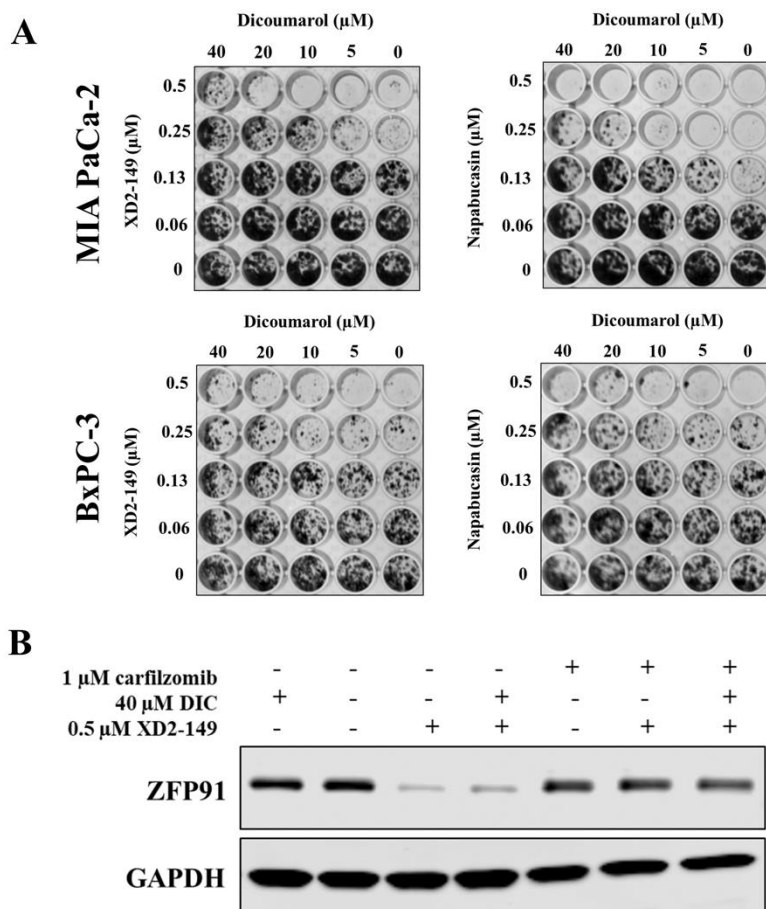 A
Dicoumarol (µM)
40 20 10 5 0
Dicoumarol (µM)
40 20 10 5 0
MIA PaCa-2
XD2-149 (µM)
0.5
0.25
0.13
0.06
0
Napabucasin (µM)
0.5
0.25
0.13
0.06
0
Dicoumarol (µM)
40 20 10 5 0
Dicoumarol (µM)
40 20 10 5 0
BxPC-3
XD2-149 (µM)
0.5
0.25
0.13
0.06
0
Napabucasin (µM)
0.5
0.25
0.13
0.06
0
B
1 µM carfilzomib - - - - + + +
40 µM DIC + - - + - - +
0.5 µM XD2-149 - - + + - + +
ZFP91
GAPDH